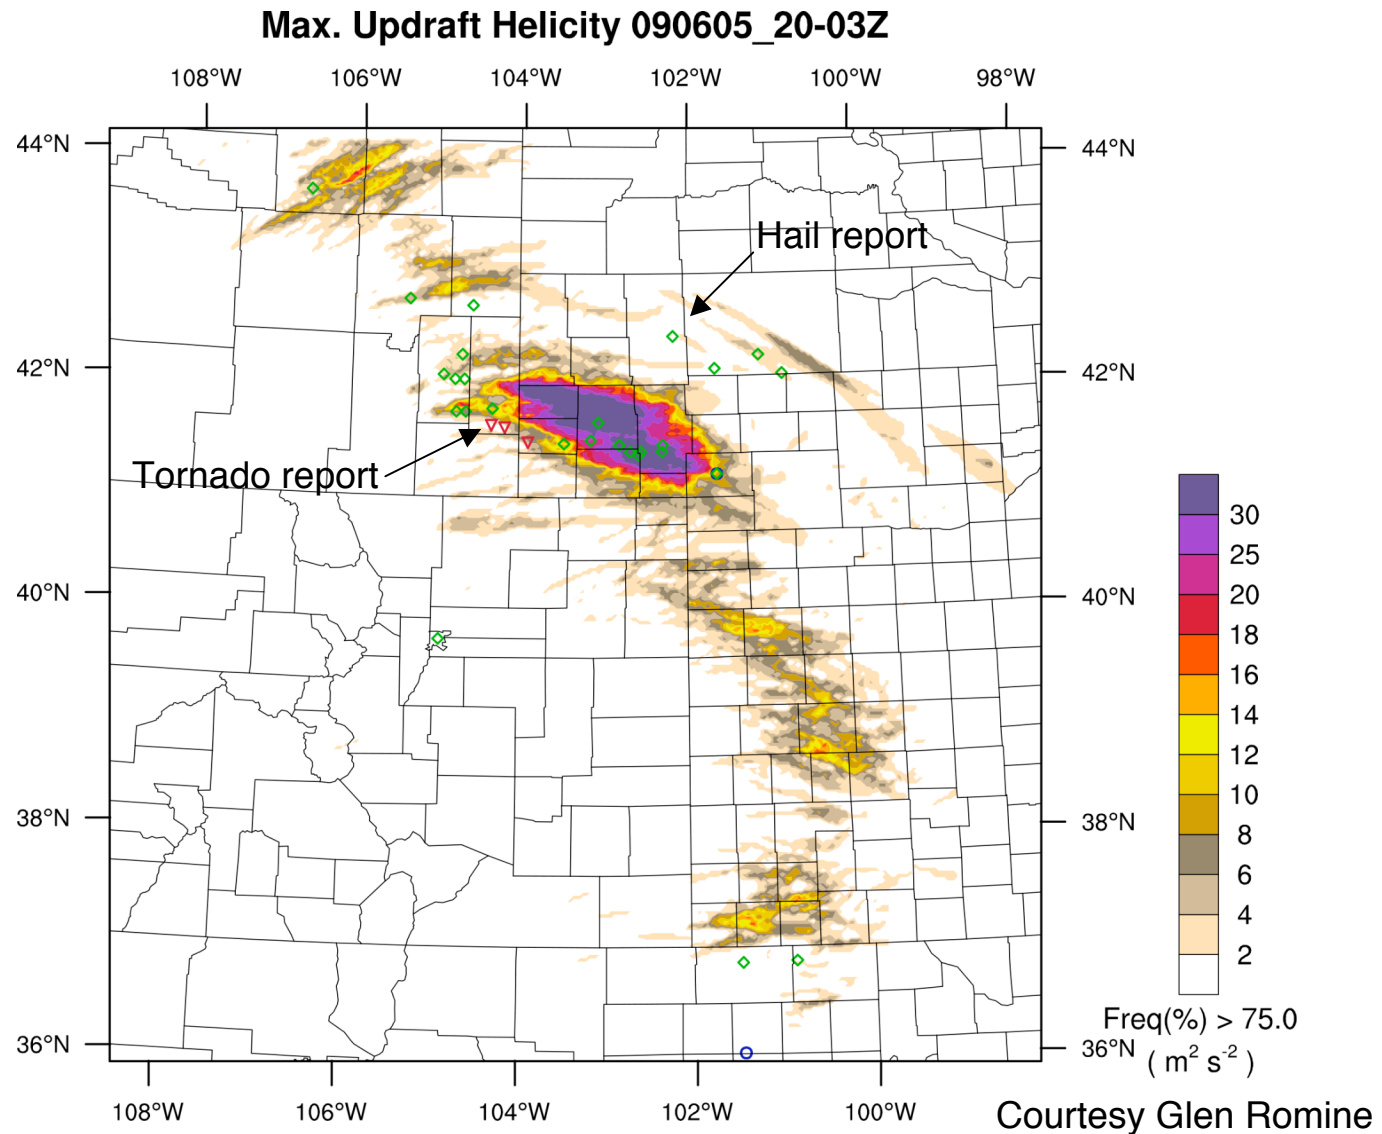 Max. Updraft Helicity 090605_20-03Z
108°W 106°W 104°W 102°W 100°W 98°W
44°N 44°N
Hail report
42°N 42°N
Tornado report
30
25
40°N 40°N
20
18
16
14
12
10
38°N 38°N
8
6
4
2
Freq(%) > 75.0
36°N 36°N
( m² s⁻² )
108°W 106°W 104°W 102°W 100°W
Courtesy Glen Romine